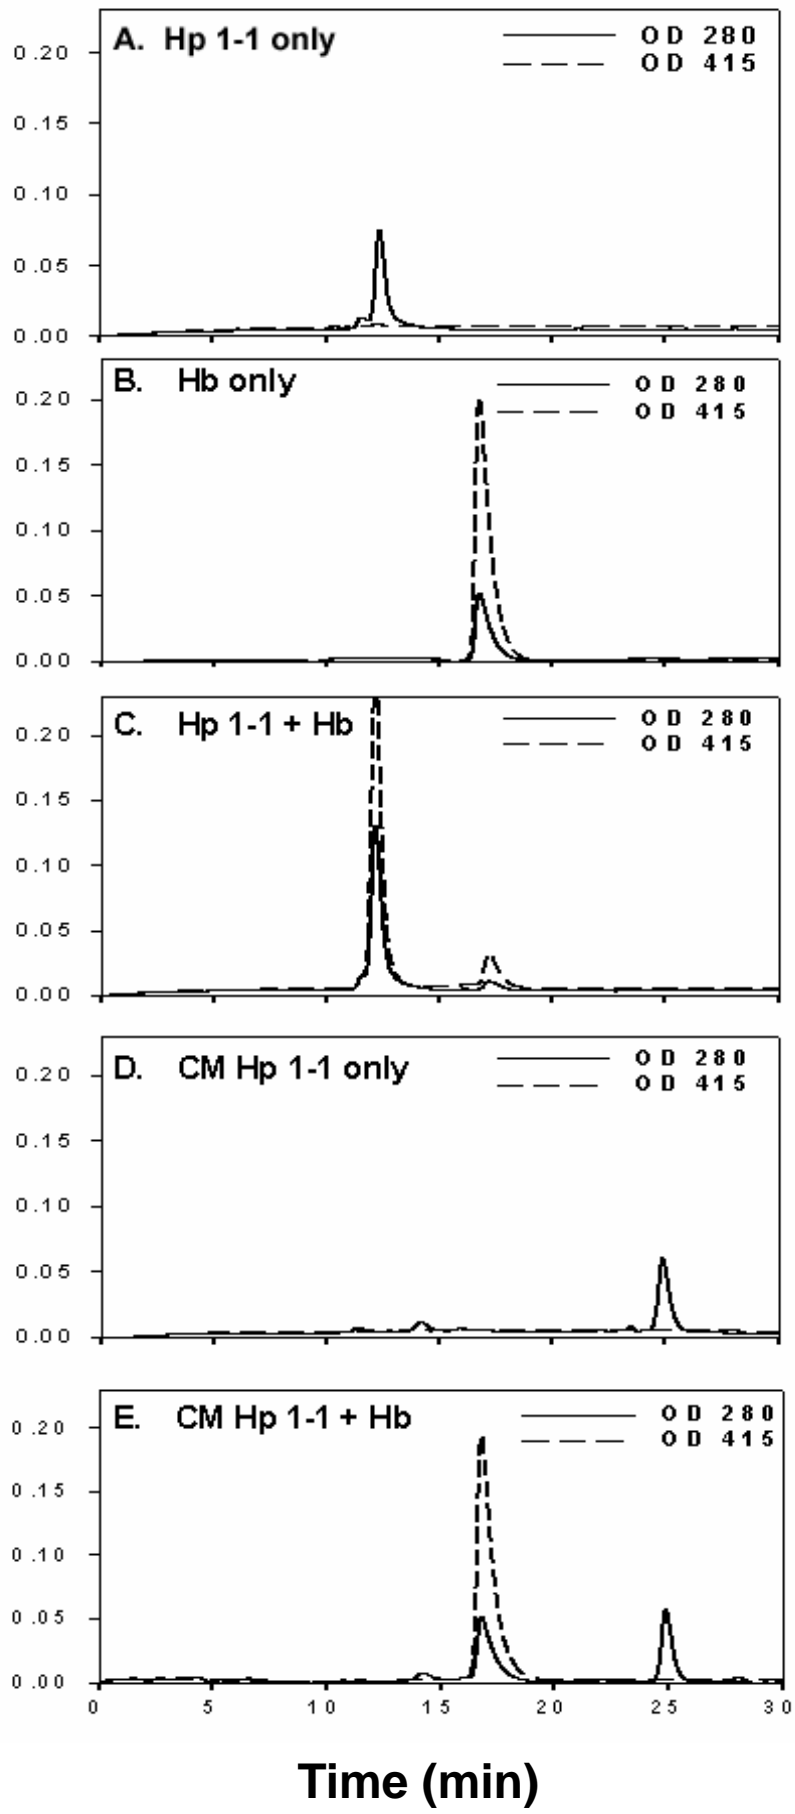 A. Hp 1-1 only
OD 280
OD 415
0.20
0.15
0.10
0.05
0.00
B. Hb only
OD 280
OD 415
0.20
0.15
0.10
0.05
0.00
C. Hp 1-1 + Hb
OD 280
OD 415
0.20
0.15
0.10
0.05
0.00
D. CM Hp 1-1 only
OD 280
OD 415
0.20
0.15
0.10
0.05
0.00
E. CM Hp 1-1 + Hb
OD 280
OD 415
0.20
0.15
0.10
0.05
0.00
0 5 10 15 20 25 30
Time (min)